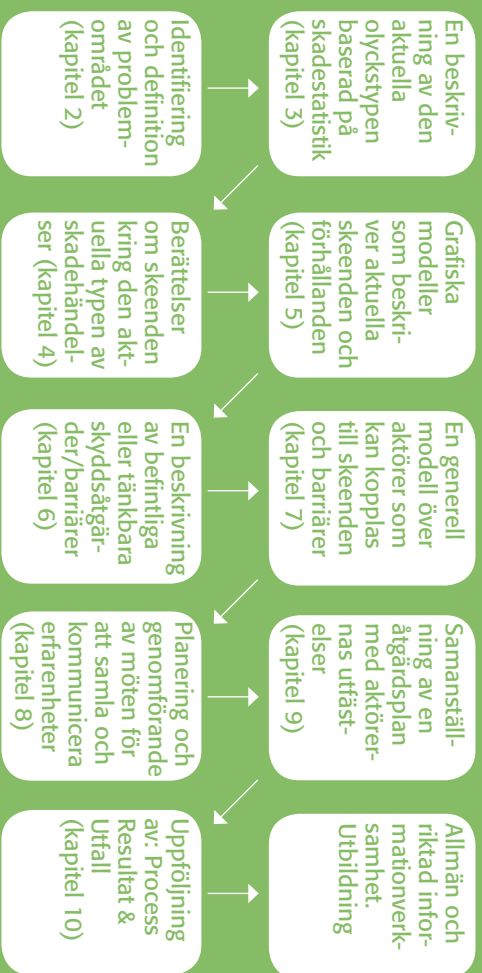 Identifiering
och definition
av problem-
området
(kapitel 2)
En beskriv-
ning av den
aktuella
olyckstypen
baserad på
skadestatistik
(kapitel 3)
Berättelser
om skeenden
kring den akt-
uella typen av
skadehändel-
ser (kapitel 4)
Grafiska
modeller
som beskri-
ver aktuella
skeenden och
förhållanden
(kapitel 5)
En beskrivning
av befintliga
eller tänkbara
skyddsåtgär-
der/barriärer
(kapitel 6)
En generell
modell över
aktörer som
kan kopplas
till skeenden
och barriärer
(kapitel 7)
Planering och
genomförande
av möten för
att samla och
kommunicera
erfarenheter
(kapitel 8)
Samanställ-
ning av en
åtgärdsplan
med aktörer-
nas utfäst-
elser
(kapitel 9)
Uppföljning
av: Process
Resultat &
Utfall
(kapitel 10)
Allmän och
riktad infor-
mationverk-
samhet.
Utbildning